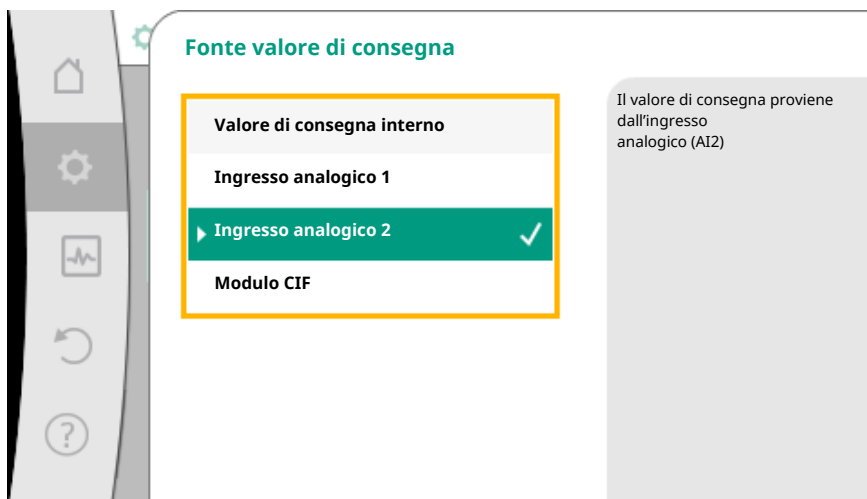 Fonte valore di consegna
Valore di consegna interno
Ingresso analogico 1
Ingresso analogico 2
Modulo CIF
Il valore di consegna proviene
dall'ingresso
analogico (AI2)
?